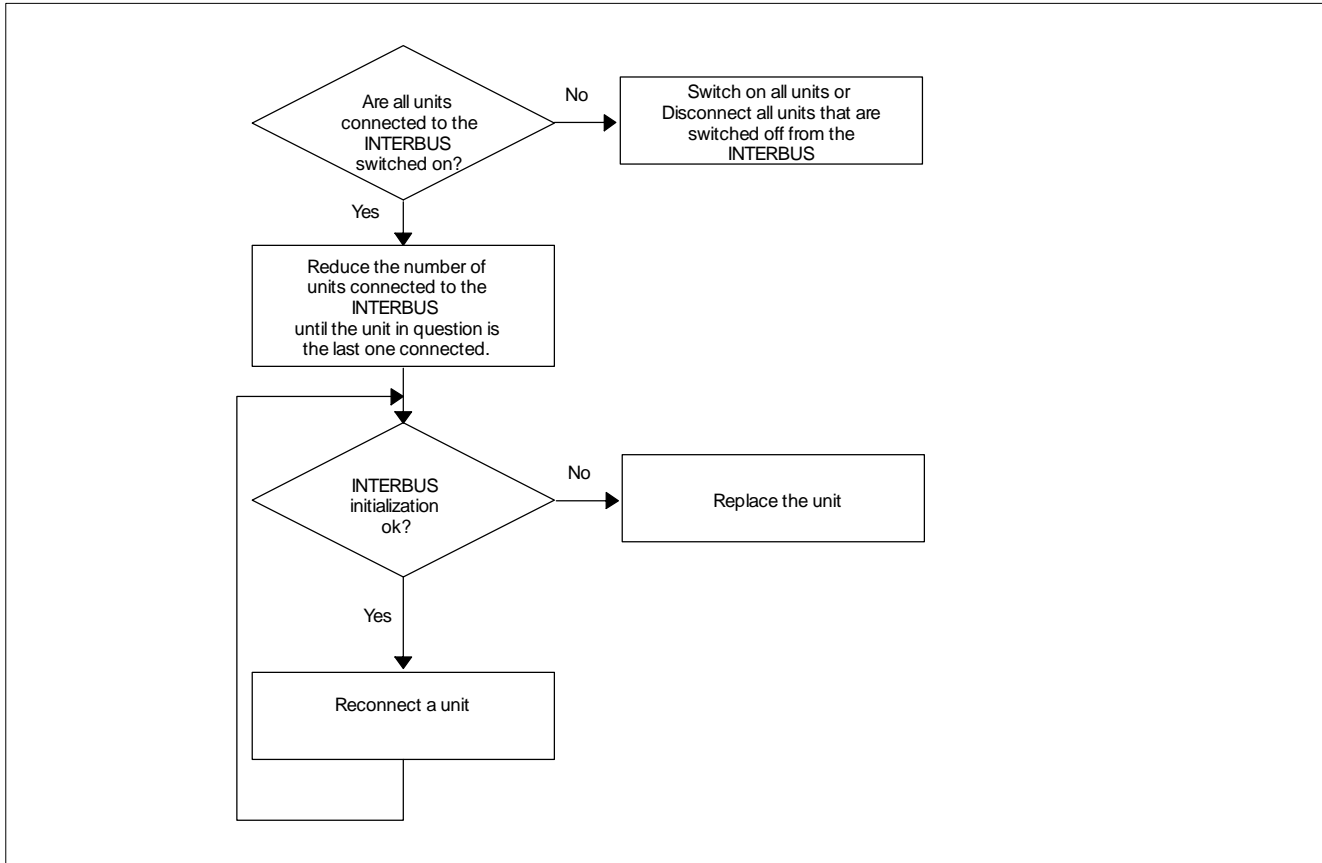 Are all units
connected to the
INTERBUS
switched on?
No
Switch on all units or
Disconnect all units that are
switched off from the
INTERBUS
Yes
Reduce the number of
units connected to the
INTERBUS
until the unit in question is
the last one connected.
INTERBUS
initialization
ok?
No
Replace the unit
Yes
Reconnect a unit